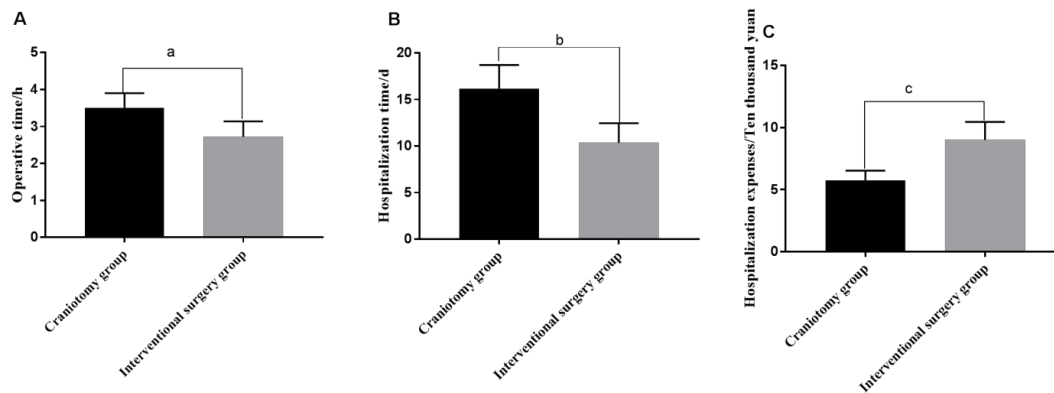 A
a
Operative time/h
5
4
3
2
1
0
Craniotomy group
Interventional surgery group
B
b
Hospitalization time/d
20
15
10
5
0
Craniotomy group
Interventional surgery group
C
c
Hospitalization expenses/Ten thousand yuan
15
10
5
0
Craniotomy group
Interventional surgery group